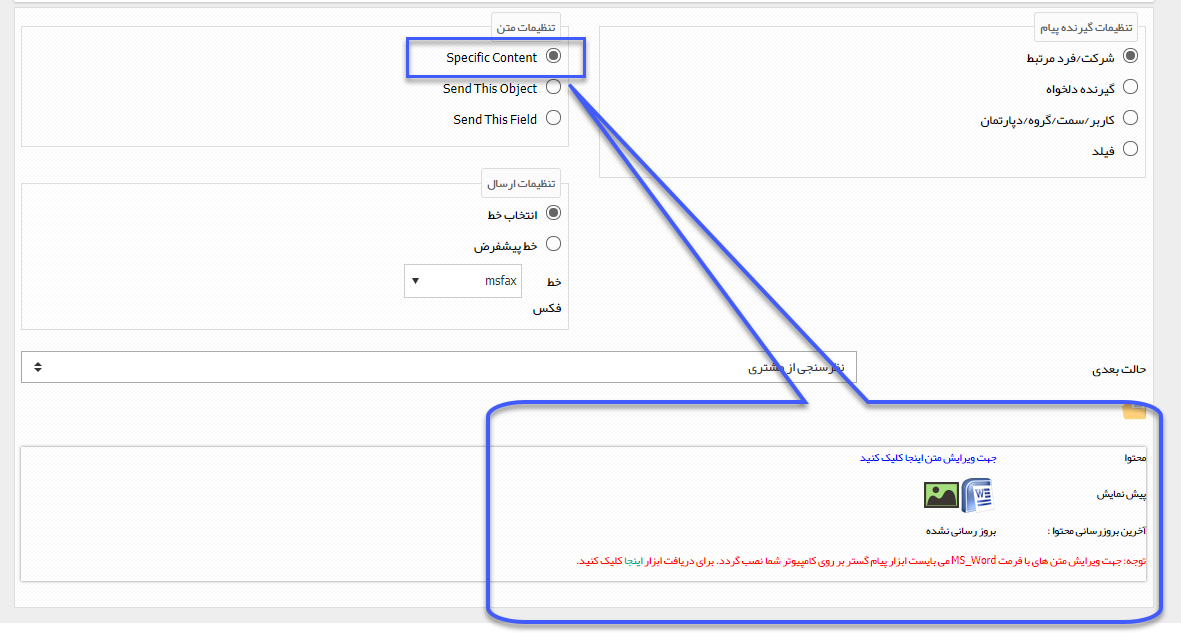 تنظیمات گیرنده پیام
شرکت/فرد مرتبط
گیرنده دلخواه
کاربر/سمت/گروه/دپارتمان
فیلد
تنظیمات متن
Specific Content
Send This Object
Send This Field
تنظیمات ارسال
انتخاب خط
خط پیشفرض
خط فکس
msfax
حالت بعدی
نظرسنجی از مشتری
محتوا
جهت ویرایش متن اینجا کلیک کنید
پیش نمایش
آخرین بروزرسانی محتوا :
بروز رسانی نشده
توجه: جهت ویرایش متن های با فرمت MS_Word می بایست ابزار پیام گستر بر روی کامپیوتر شما نصب گردد. برای دریافت ابزار اینجا کلیک کنید.